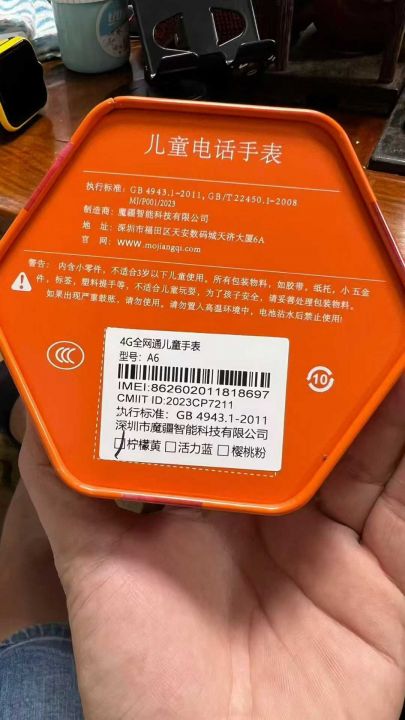 儿童电话手表
执行标准: GB 4943.1-2011, GB/T 22450.1-2008
MJ/P001/2023
制造商: 魔疆智能科技有限公司
地 址: 深圳市福田区天安数码城天济大厦6A
官 网: www.mojiangqi.com
警告: 内含小零件, 不适合3岁以下儿童使用。所有包装物料, 如胶带, 纸托, 小五金
件, 标签, 塑料提手等, 不适合儿童玩耍, 为了孩子安全, 请妥善处理包装物料。
如果出现严重鼓胀, 请勿使用。请勿置入高温环境中, 电池沾水后禁止使用!
CCC
10
4G全网通儿童手表
型号: A6
IMEI:862602011818697
CMIIT ID:2023CP7211
执行标准: GB 4943.1-2011
深圳市魔疆智能科技有限公司
柠檬黄 活力蓝 樱桃粉